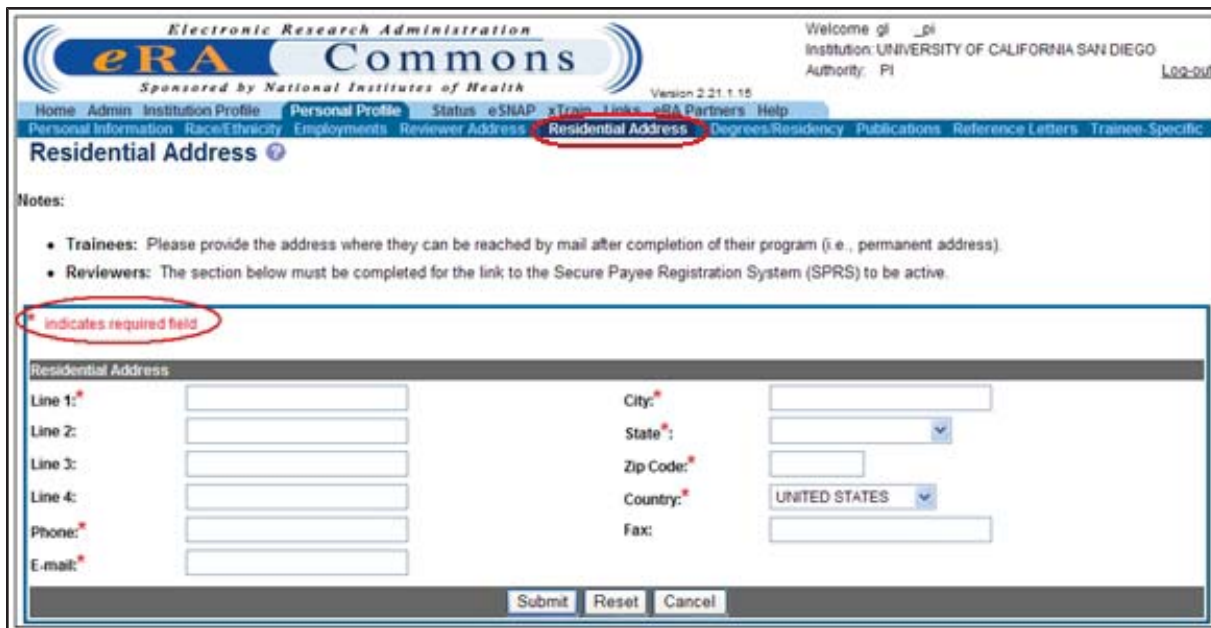 Electronic Research Administration
eRA Commons
Sponsored by National Institutes of Health
Version 2.21.1.15
Welcome gl _pi
Institution: UNIVERSITY OF CALIFORNIA SAN DIEGO
Authority: PI
Log-out
Home Admin Institution Profile Personal Profile Status eSNAP xTrain Links eRA Partners Help
Personal Information Race/Ethnicity Employments Reviewer Address Residential Address Degrees/Residency Publications Reference Letters Trainee-Specific
Residential Address ?
Notes:
• Trainees: Please provide the address where they can be reached by mail after completion of their program (i.e., permanent address).
• Reviewers: The section below must be completed for the link to the Secure Payee Registration System (SPRS) to be active.
* indicates required field
Residential Address
Line 1:*
City:*
Line 2:
State*:
Line 3:
Zip Code:*
Line 4:
Country:* UNITED STATES
Phone:*
Fax:
E-mail:*
Submit Reset Cancel